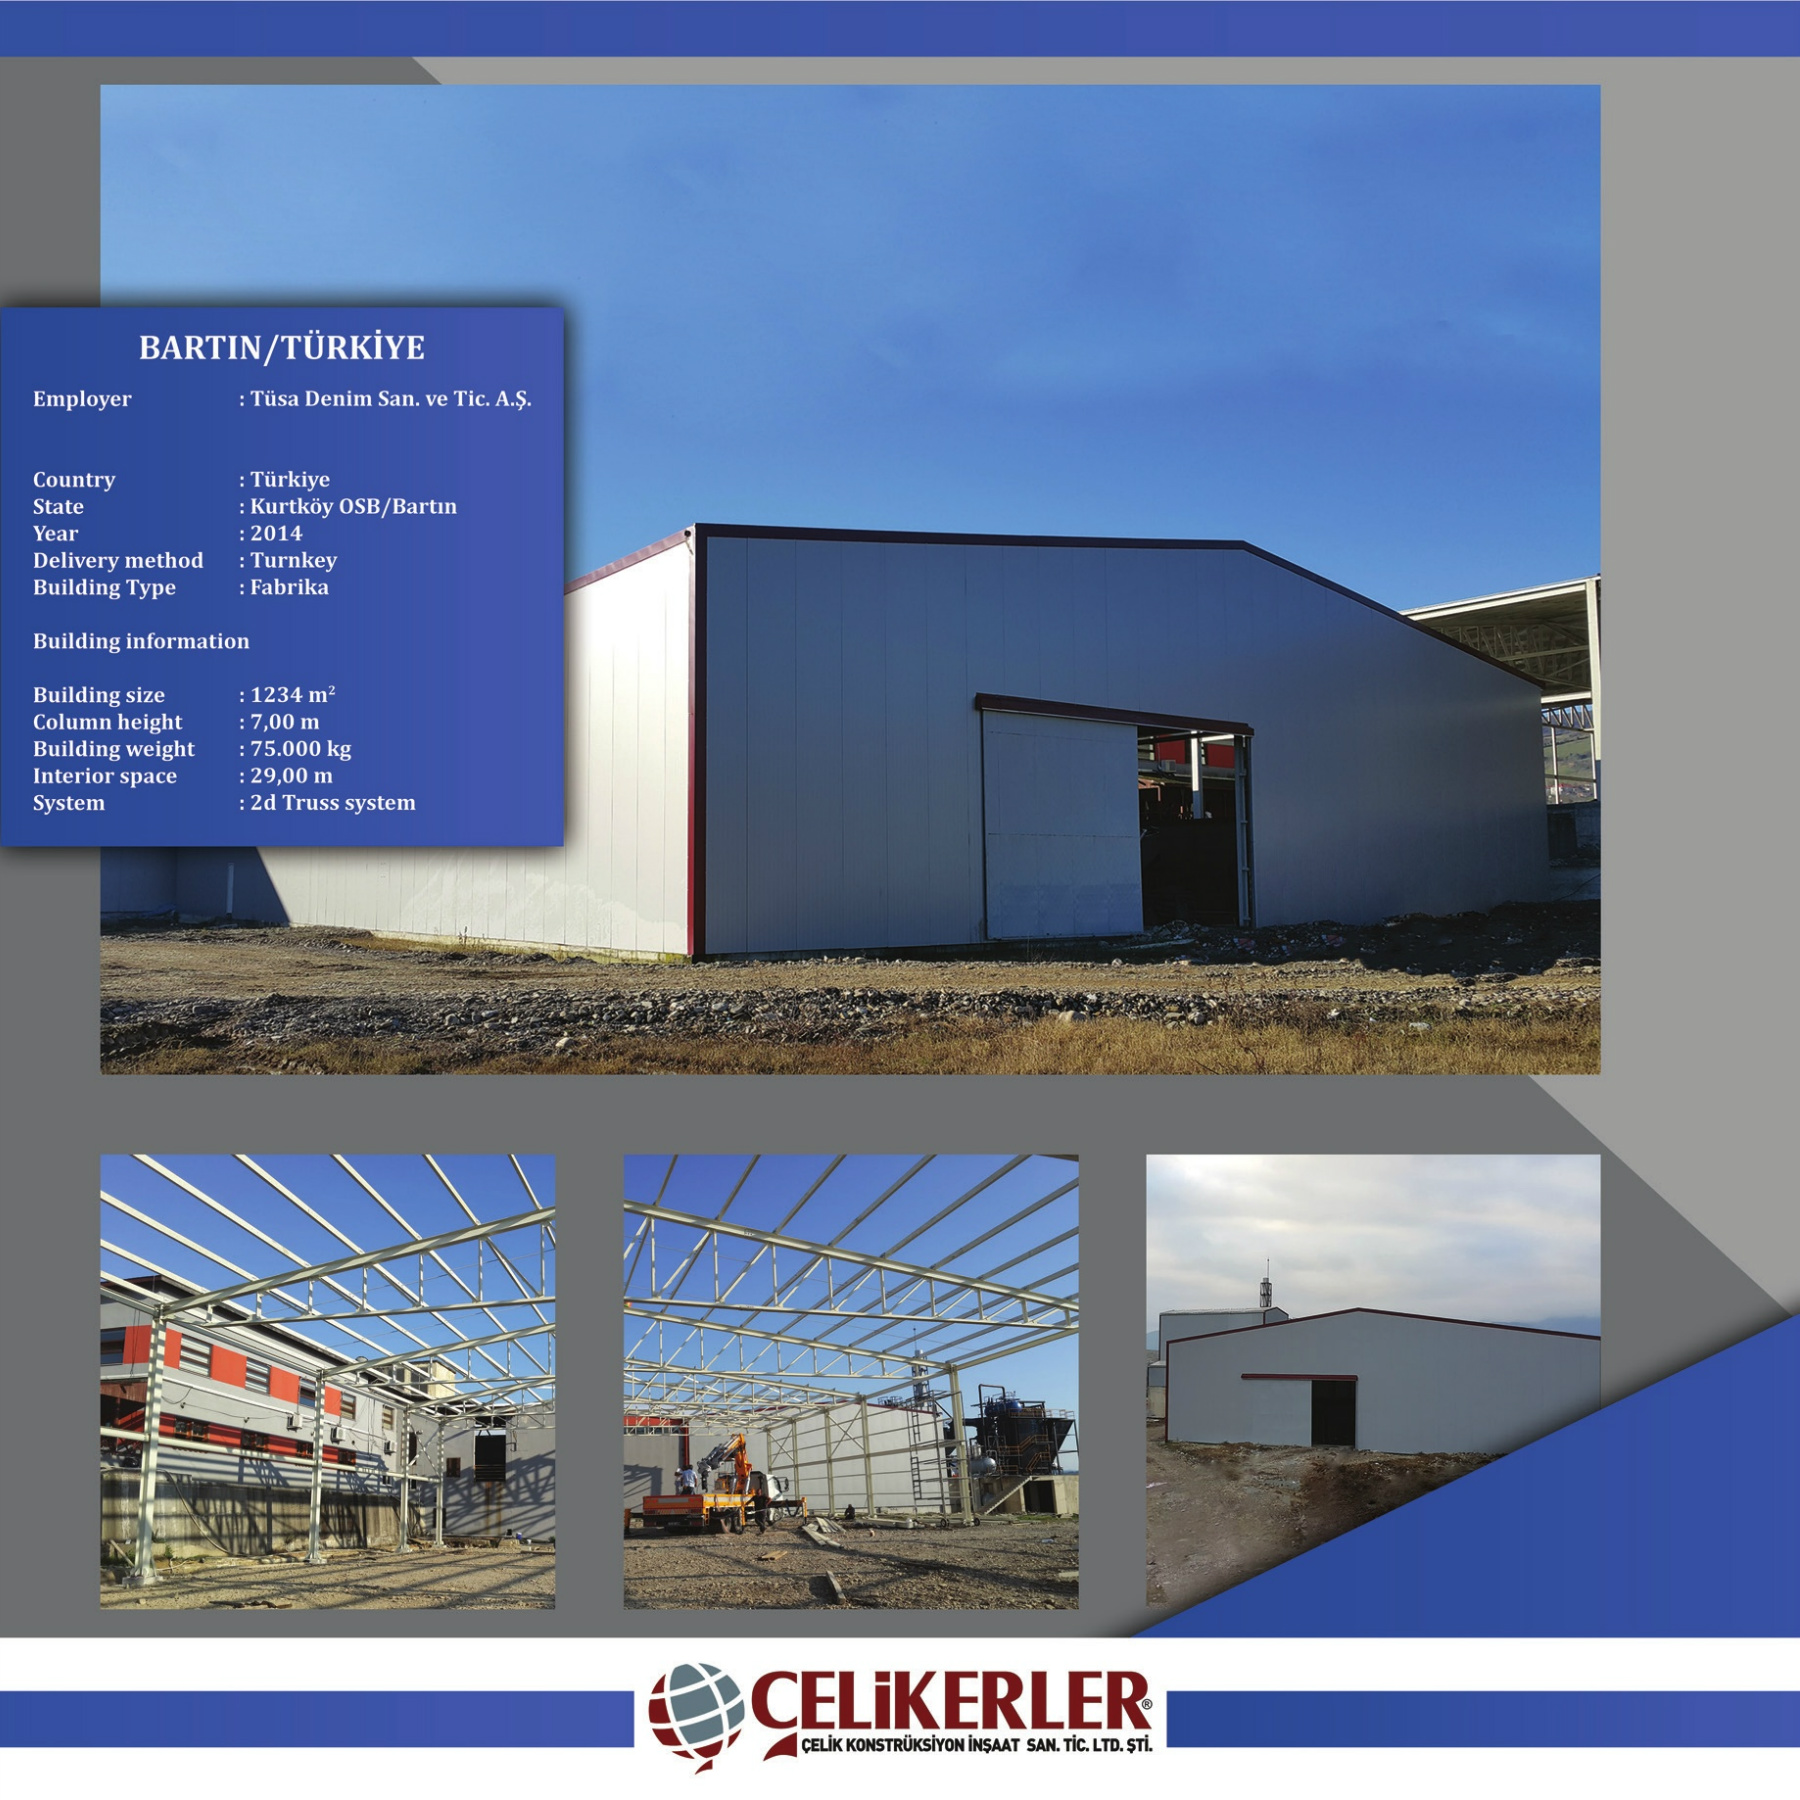 BARTIN/TÜRKİYE
Employer : Tüsa Denim San. ve Tic. A.Ş.
Country : Türkiye
State : Kurtköy OSB/Bartın
Year : 2014
Delivery method : Turnkey
Building Type : Fabrika
Building information
Building size : 1234 m²
Column height : 7,00 m
Building weight : 75.000 kg
Interior space : 29,00 m
System : 2d Truss system
ÇELiKERLER®
ÇELİK KONSTRÜKSİYON İNŞAAT SAN. TİC. LTD. ŞTİ.